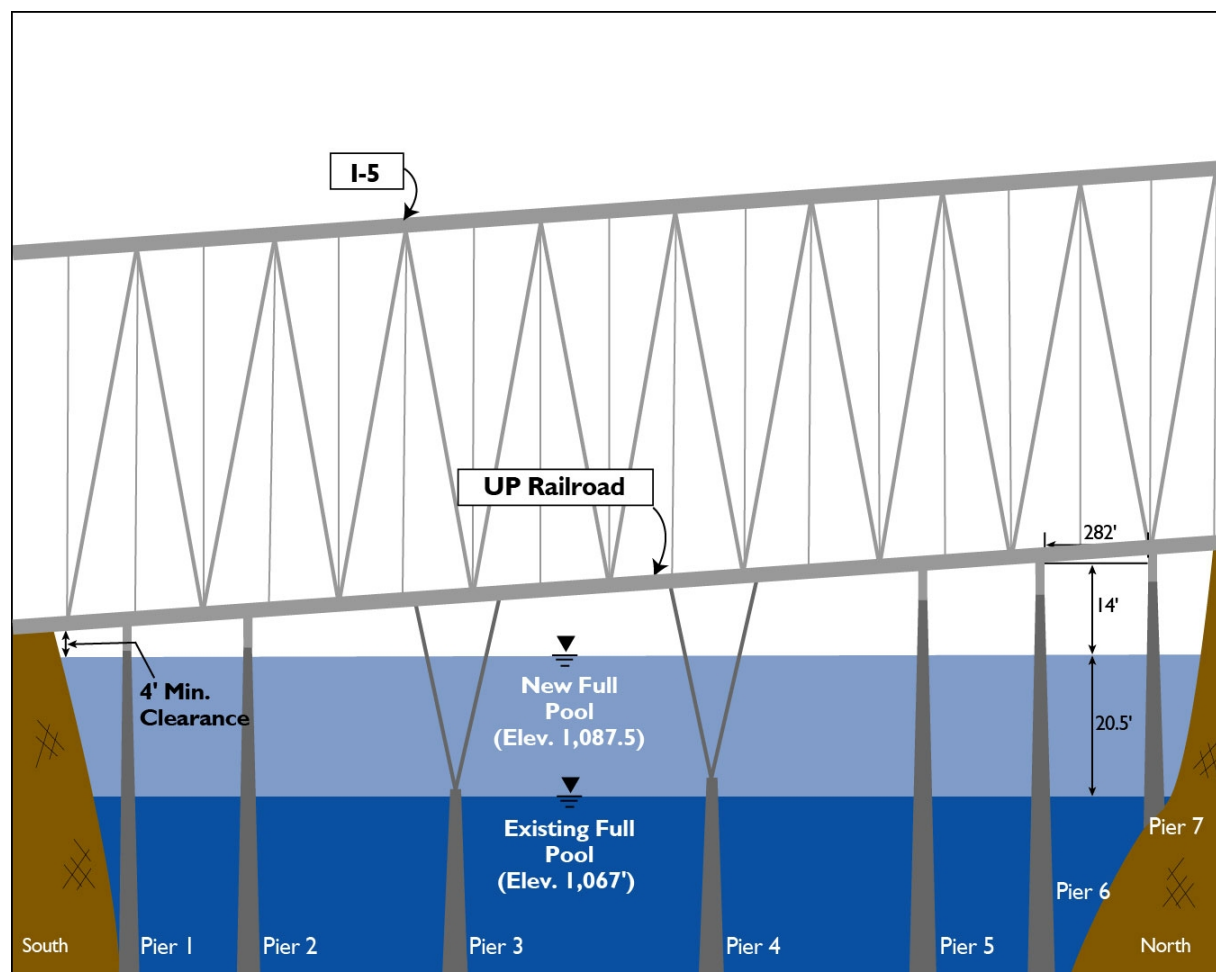 I-5
UP Railroad
282'
14'
4' Min.
Clearance
New Full
Pool
(Elev. 1,087.5)
20.5'
Existing Full
Pool
(Elev. 1,067')
Pier 7
Pier 6
South
Pier 1
Pier 2
Pier 3
Pier 4
Pier 5
North